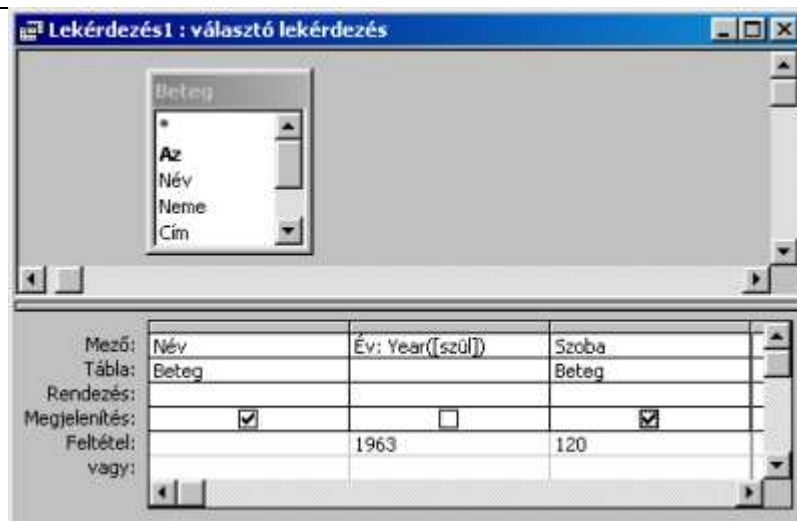 Lekérdezés1 : választó lekérdezés
Beteg
*
Az
Név
Neme
Cím
Mező: Név Év: Year([szül]) Szoba
Tábla: Beteg Beteg
Rendezés:
Megjelenítés:
Feltétel: 1963 120
vagy: